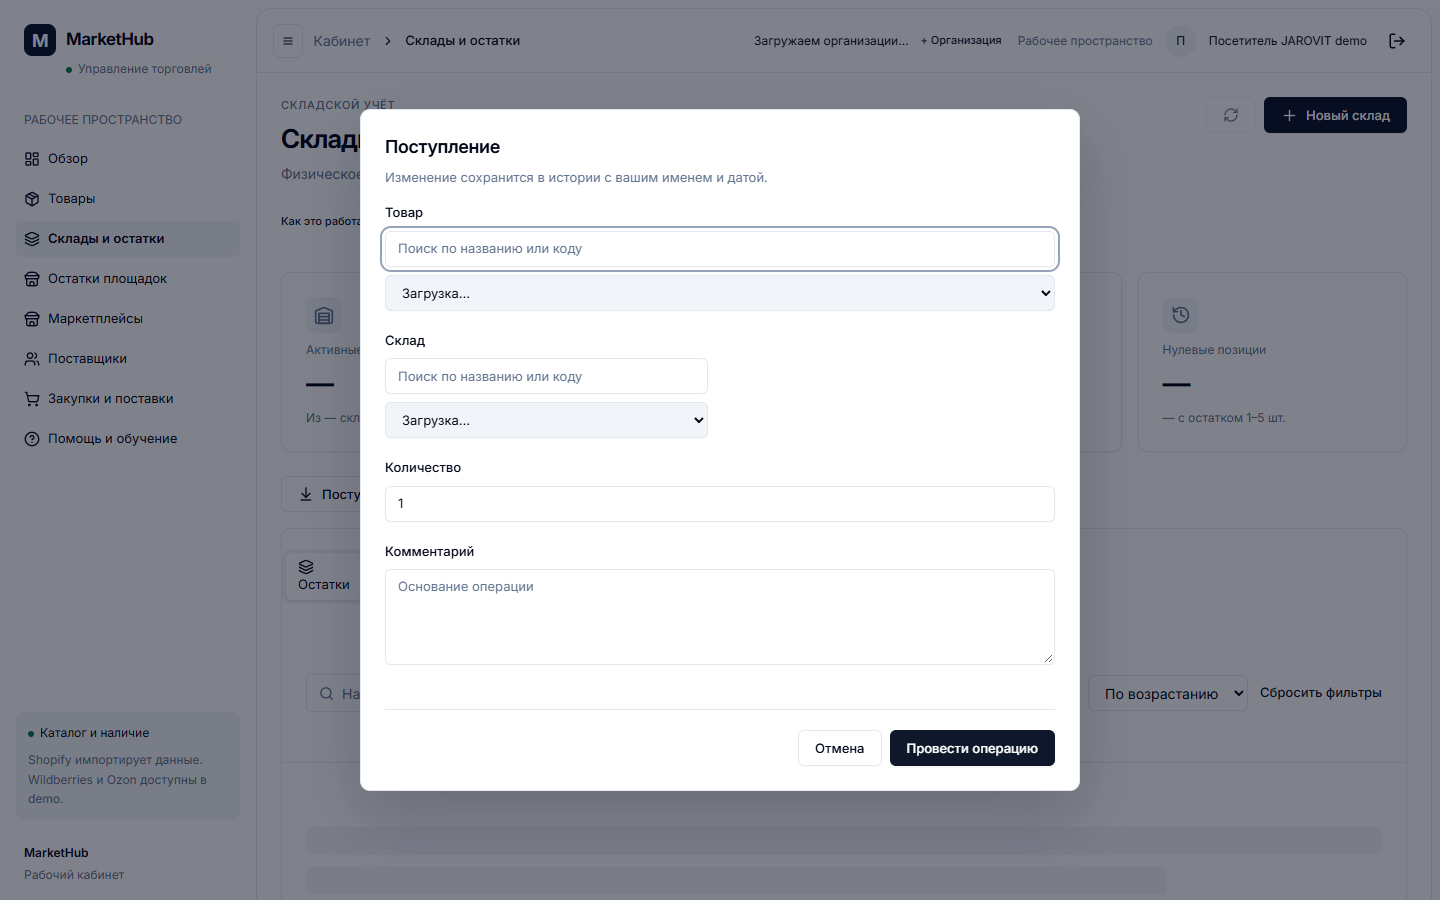 M MarketHub
Управление торговлей
РАБОЧЕЕ ПРОСТРАНСТВО
Обзор
Товары
Склады и остатки
Остатки площадок
Маркетплейсы
Поставщики
Закупки и поставки
Помощь и обучение
Каталог и наличие
Shopify импортирует данные.
Wildberries и Ozon доступны в
demo.
MarketHub
Рабочий кабинет
Кабинет
Склады и остатки
Загружаем организации...
+ Организация
Рабочее пространство
П
Посетитель JAROVIT demo
СКЛАДСКОЙ УЧЁТ
Новый склад
Физическое
Как это работа
Активные
—
Из — скл
Нулевые позиции
—
— с остатком 1–5 шт.
Остатки
По возрастанию
Сбросить фильтры
Поступление
Изменение сохранится в истории с вашим именем и датой.
Товар
Поиск по названию или коду
Загрузка...
Склад
Поиск по названию или коду
Загрузка...
Количество
1
Комментарий
Основание операции
Отмена
Провести операцию